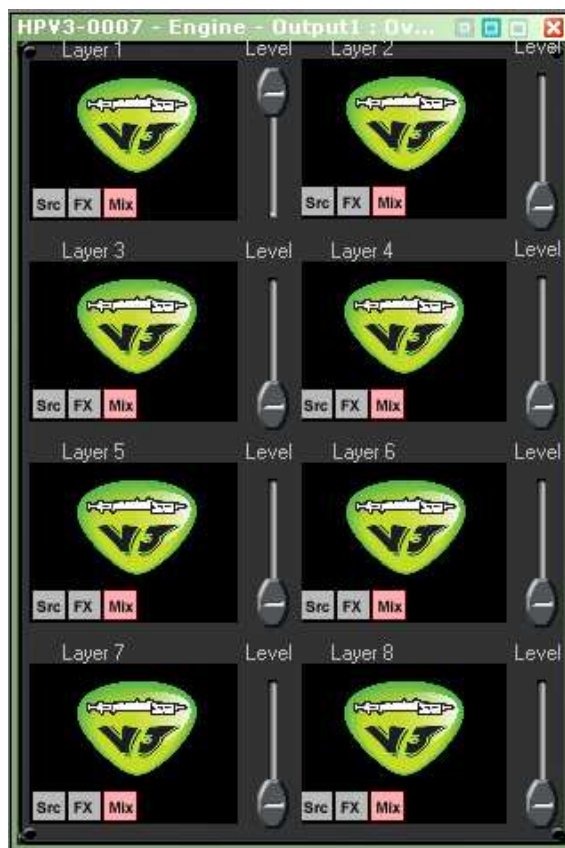 HPV3-0007 - Engine - Output1 : Ov...
Layer 1 Level Layer 2 Level
Src FX Mix Src FX Mix
Layer 3 Level Layer 4 Level
Src FX Mix Src FX Mix
Layer 5 Level Layer 6 Level
Src FX Mix Src FX Mix
Layer 7 Level Layer 8 Level
Src FX Mix Src FX Mix